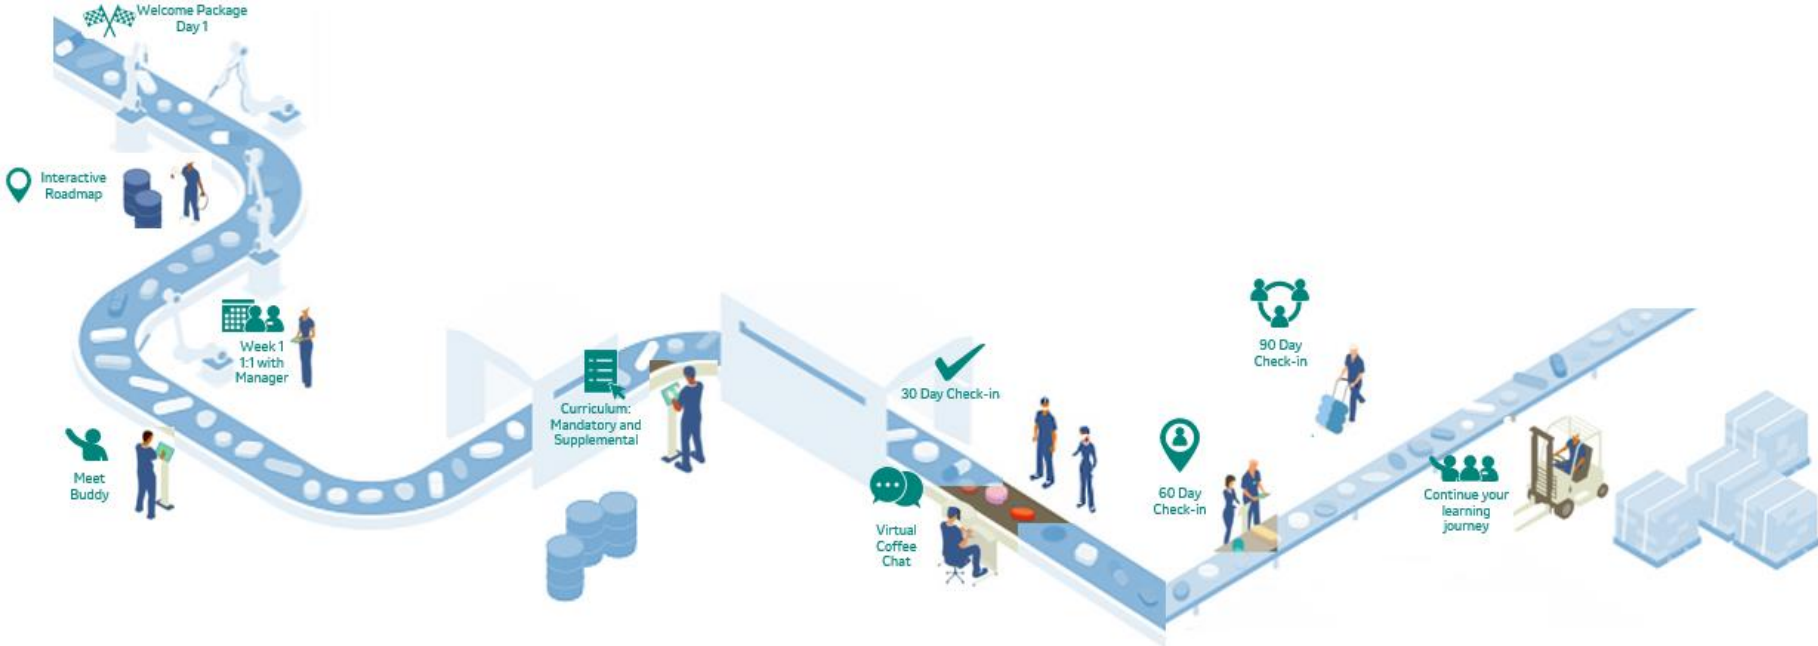 Welcome Package
Day 1
Interactive
Roadmap
Week 1
1:1 with
Manager
Meet
Buddy
Curriculum:
Mandatory and
Supplemental
30 Day Check-in
Virtual
Coffee
Chat
60 Day
Check-in
90 Day
Check-in
Continue your
learning
journey